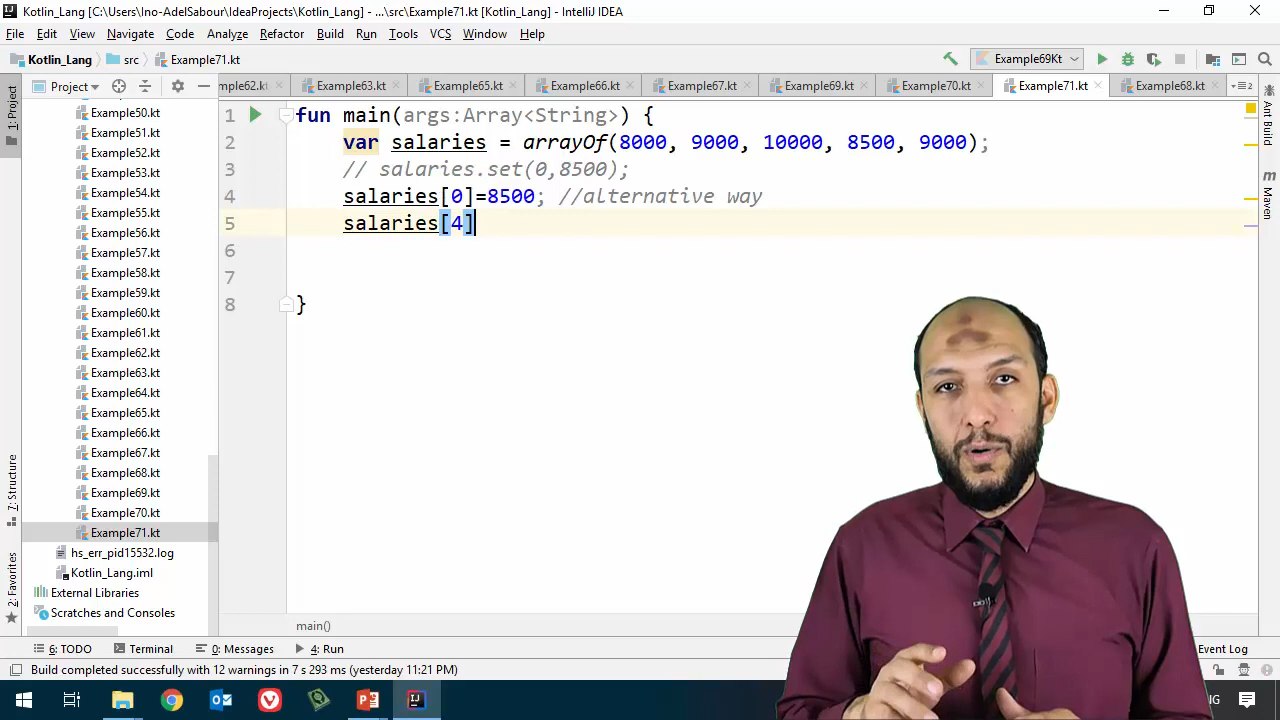 Kotlin_Lang [C:\Users\Ino-AdelSabour\IdeaProjects\Kotlin_Lang] - ...\src\Example71.kt [Kotlin_Lang] - IntelliJ IDEA
File Edit View Navigate Code Analyze Refactor Build Run Tools VCS Window Help
Kotlin_Lang src Example71.kt Example69Kt
Project
mple62.kt Example63.kt Example65.kt Example66.kt Example67.kt Example69.kt Example70.kt Example71.kt Example68.kt
1: Project
7: Structure
2: Favorites
Example50.kt
Example51.kt
Example52.kt
Example53.kt
Example54.kt
Example55.kt
Example56.kt
Example57.kt
Example58.kt
Example59.kt
Example60.kt
Example61.kt
Example62.kt
Example63.kt
Example64.kt
Example65.kt
Example66.kt
Example67.kt
Example68.kt
Example69.kt
Example70.kt
Example71.kt
hs_err_pid15532.log
Kotlin_Lang.iml
External Libraries
Scratches and Consoles
1 fun main(args:Array<String>) {
2 var salaries = arrayOf(8000, 9000, 10000, 8500, 9000);
3 // salaries.set(0,8500);
4 salaries[0]=8500; //alternative way
5 salaries[4]
6
7
8 }
main()
Ant Build
m Maven
6: TODO Terminal 0: Messages 4: Run Event Log
Build completed successfully with 12 warnings in 7 s 293 ms (yesterday 11:21 PM)
NG